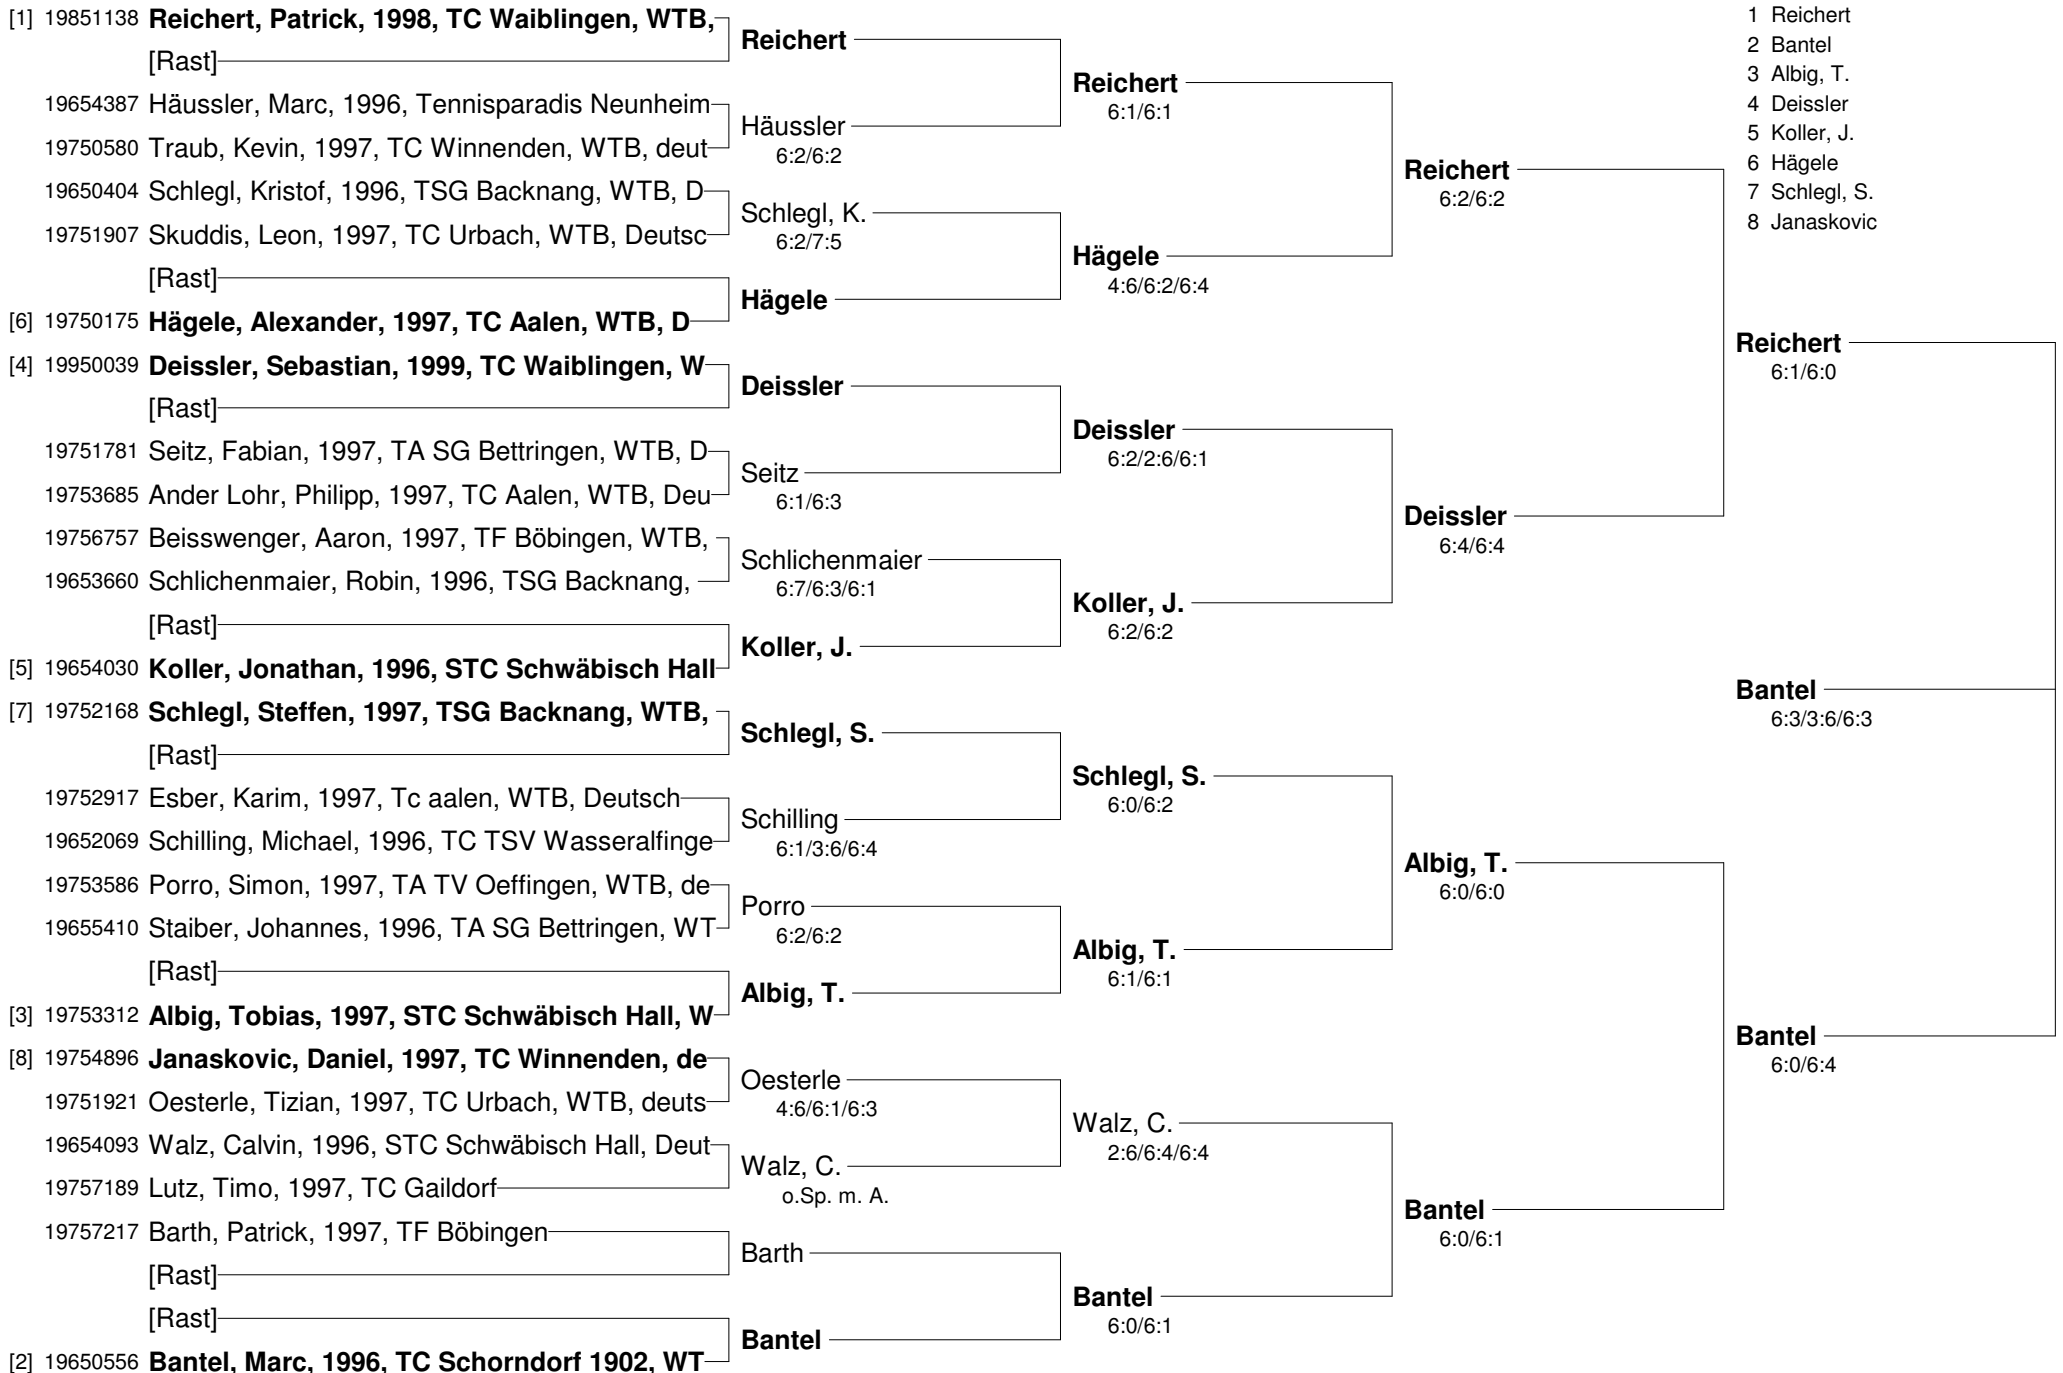 [1] 19851138 Reichert, Patrick, 1998, TC Waiblingen, WTB,
[Rast]
19654387 Häussler, Marc, 1996, Tennisparadis Neunheim
19750580 Traub, Kevin, 1997, TC Winnenden, WTB, deut
19650404 Schlegl, Kristof, 1996, TSG Backnang, WTB, D
19751907 Skuddis, Leon, 1997, TC Urbach, WTB, Deutsc
[Rast]
[6] 19750175 Hägele, Alexander, 1997, TC Aalen, WTB, D
[4] 19950039 Deissler, Sebastian, 1999, TC Waiblingen, W
[Rast]
19751781 Seitz, Fabian, 1997, TA SG Bettringen, WTB, D
19753685 Ander Lohr, Philipp, 1997, TC Aalen, WTB, Deu
19756757 Beisswenger, Aaron, 1997, TF Böbingen, WTB,
19653660 Schlichenmaier, Robin, 1996, TSG Backnang,
[Rast]
[5] 19654030 Koller, Jonathan, 1996, STC Schwäbisch Hall
[7] 19752168 Schlegl, Steffen, 1997, TSG Backnang, WTB,
[Rast]
19752917 Esber, Karim, 1997, Tc aalen, WTB, Deutsch
19652069 Schilling, Michael, 1996, TC TSV Wasseralfinge
19753586 Porro, Simon, 1997, TA TV Oeffingen, WTB, de
19655410 Staiber, Johannes, 1996, TA SG Bettringen, WT
[Rast]
[3] 19753312 Albig, Tobias, 1997, STC Schwäbisch Hall, W
[8] 19754896 Janaskovic, Daniel, 1997, TC Winnenden, de
19751921 Oesterle, Tizian, 1997, TC Urbach, WTB, deuts
19654093 Walz, Calvin, 1996, STC Schwäbisch Hall, Deut
19757189 Lutz, Timo, 1997, TC Gaildorf
19757217 Barth, Patrick, 1997, TF Böbingen
[Rast]
[Rast]
[2] 19650556 Bantel, Marc, 1996, TC Schorndorf 1902, WT
Reichert
Häussler
6:2/6:2
Schlegl, K.
6:2/7:5
Hägele
Deissler
Seitz
6:1/6:3
Schlichenmaier
6:7/6:3/6:1
Koller, J.
Schlegl, S.
Schilling
6:1/3:6/6:4
Porro
6:2/6:2
Albig, T.
Oesterle
4:6/6:1/6:3
Walz, C.
o.Sp. m. A.
Barth
Bantel
Reichert
6:1/6:1
Hägele
4:6/6:2/6:4
Deissler
6:2/2:6/6:1
Koller, J.
6:2/6:2
Schlegl, S.
6:0/6:2
Albig, T.
6:1/6:1
Walz, C.
2:6/6:4/6:4
Bantel
6:0/6:1
Reichert
6:2/6:2
Deissler
6:4/6:4
Albig, T.
6:0/6:0
Bantel
6:0/6:1
1 Reichert
2 Bantel
3 Albig, T.
4 Deissler
5 Koller, J.
6 Hägele
7 Schlegl, S.
8 Janaskovic
Reichert
6:1/6:0
Bantel
6:3/3:6/6:3
Bantel
6:0/6:4